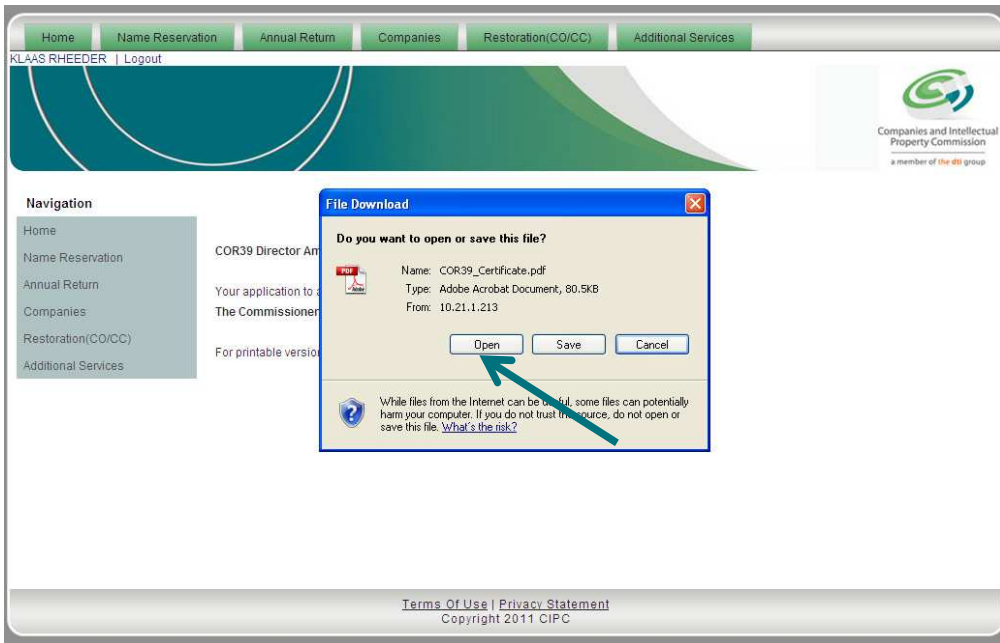 Home Name Reservation Annual Return Companies Restoration(CO/CC) Additional Services
KLAAS RHEEDER | Logout
Companies and Intellectual
Property Commission
a member of the dti group
Navigation
Home
Name Reservation
Annual Return
Companies
Restoration(CO/CC)
Additional Services
COR39 Director
Your application to
The Commissioner
For printable version
File Download
Do you want to open or save this file?
PDF
Adobe
Name: COR39_Certificate.pdf
Type: Adobe Acrobat Document, 80.5KB
From: 10.21.1.213
Open Save Cancel
While files from the Internet can be useful, some files can potentially
harm your computer. If you do not trust the source, do not open or
save this file. What's the risk?
Terms Of Use | Privacy Statement
Copyright 2011 CIPC